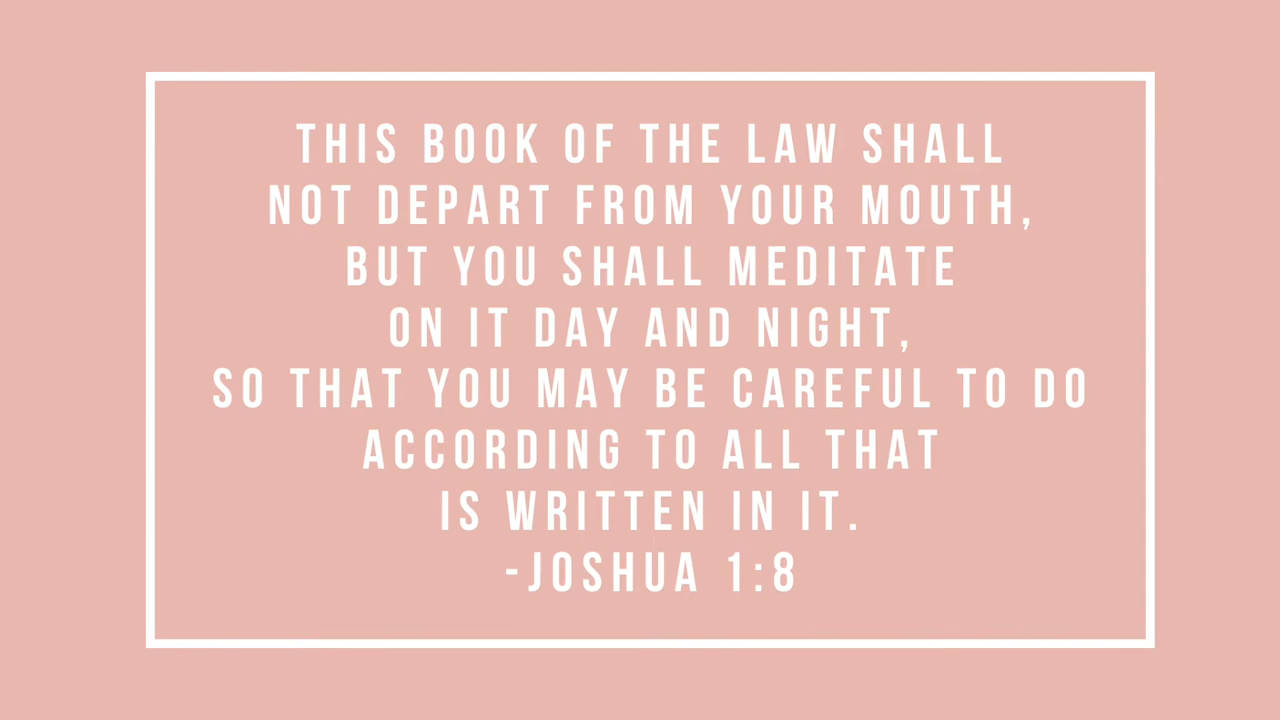 THIS BOOK OF THE LAW SHALL
NOT DEPART FROM YOUR MOUTH,
BUT YOU SHALL MEDITATE
ON IT DAY AND NIGHT,
SO THAT YOU MAY BE CAREFUL TO DO
ACCORDING TO ALL THAT
IS WRITTEN IN IT.
-JOSHUA 1:8